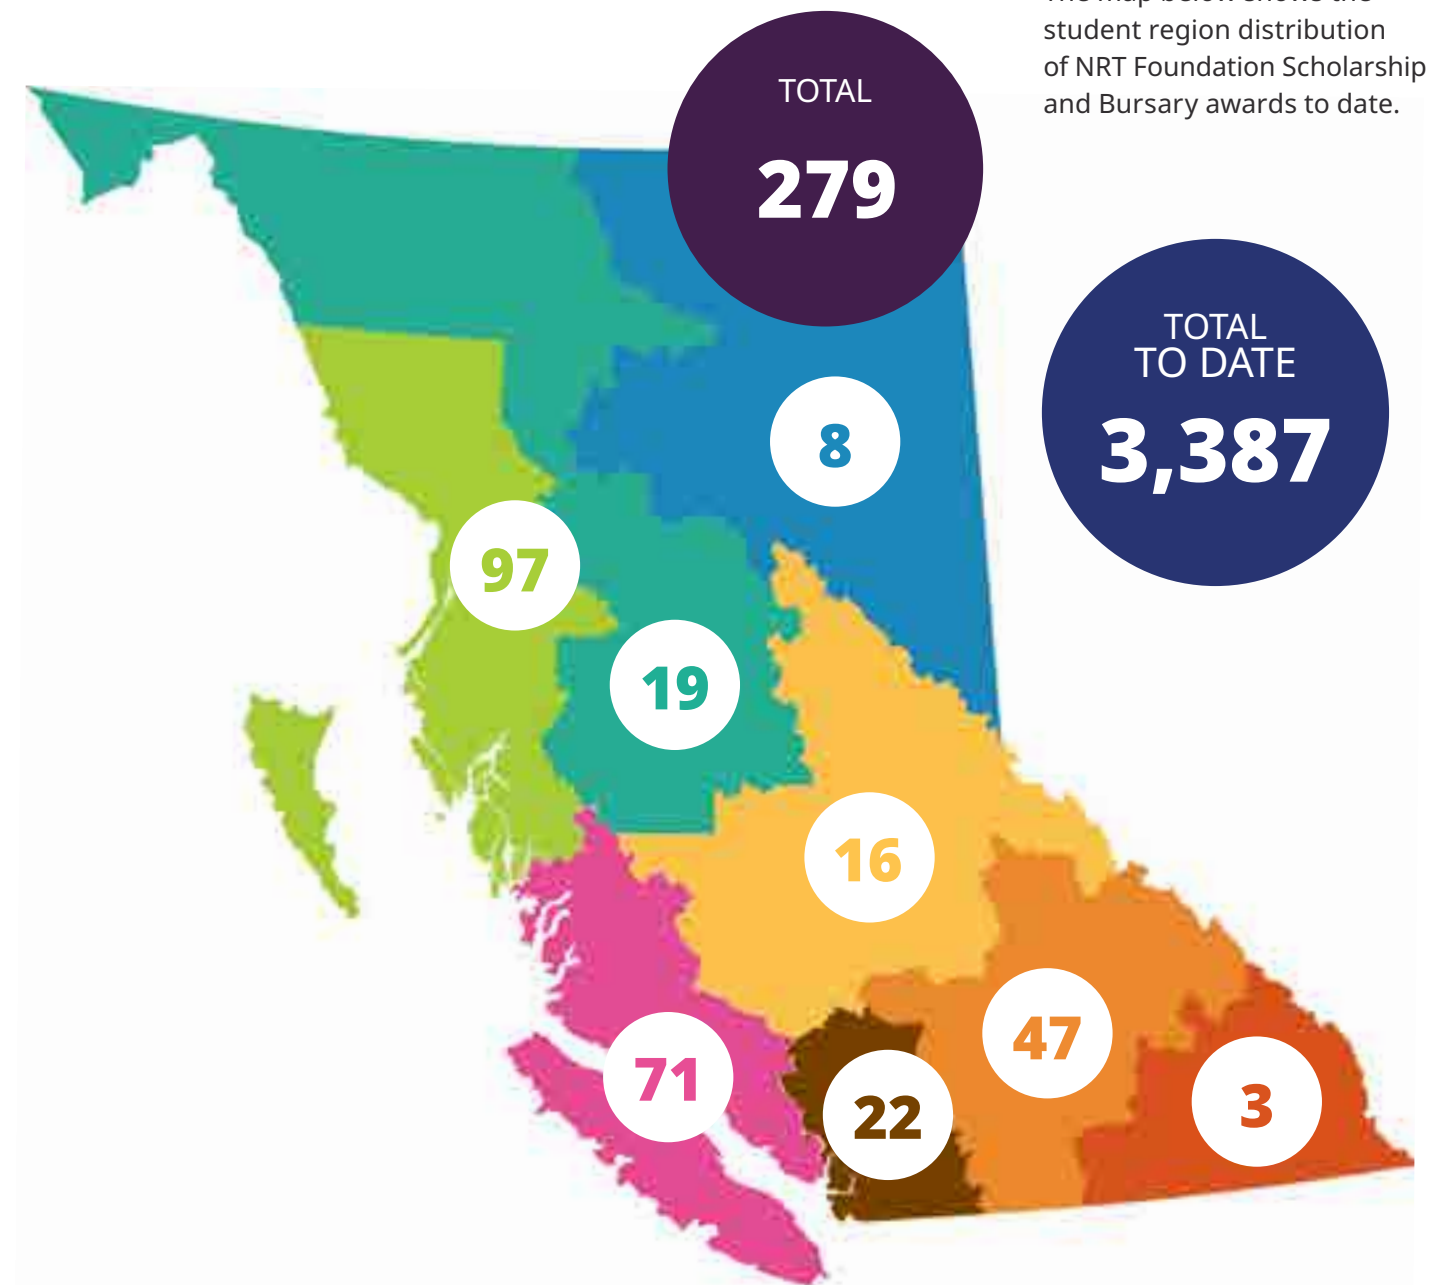 student region distribution
of NRT Foundation Scholarship
and Bursary awards to date.
TOTAL
279
TOTAL
TO DATE
3,387
8
97
19
16
47
71
22
3